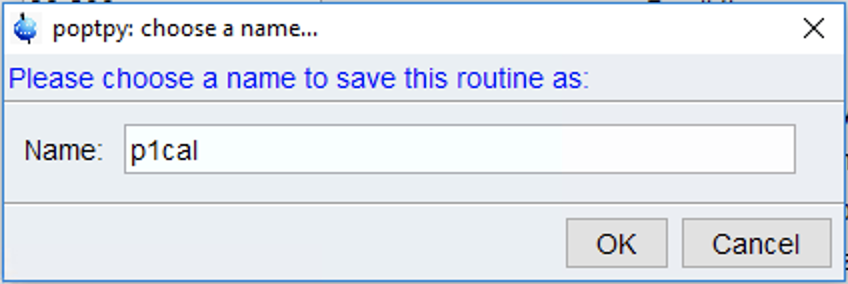 poptpy: choose a name...
Please choose a name to save this routine as:
Name: p1cal
OK Cancel